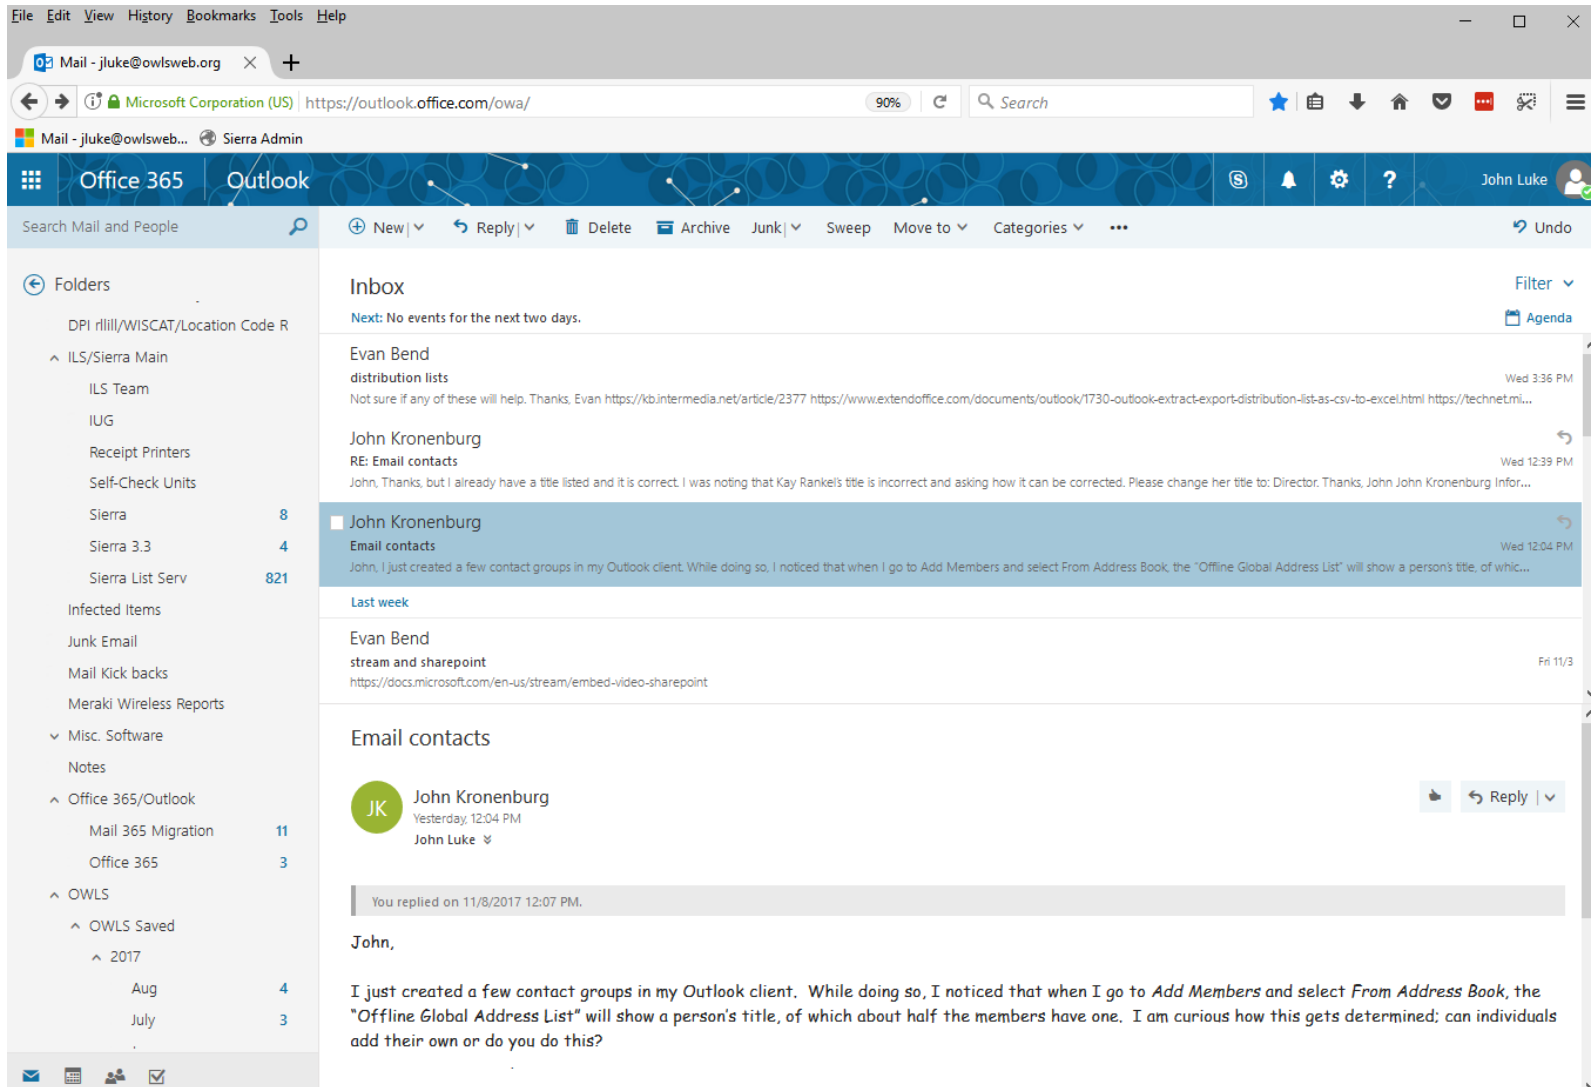 File Edit View History Bookmarks Tools Help
Mail - jluke@owlsweb.org
Microsoft Corporation (US) https://outlook.office.com/owa/ 90% Search
Mail - jluke@owlsweb... Sierra Admin
Office 365 Outlook John Luke
Search Mail and People New Reply Delete Archive Junk Sweep Move to Categories Undo
Folders
DPI rllill/WISCAT/Location Code R
ILS/Sierra Main
ILS Team
IUG
Receipt Printers
Self-Check Units
Sierra 8
Sierra 3.3 4
Sierra List Serv 821
Infected Items
Junk Email
Mail Kick backs
Meraki Wireless Reports
Misc. Software
Notes
Office 365/Outlook
Mail 365 Migration 11
Office 365 3
OWLS
OWLS Saved
2017
Aug 4
July 3
Inbox Filter
Next: No events for the next two days. Agenda
Evan Bend
distribution lists Wed 3:36 PM
Not sure if any of these will help. Thanks, Evan https://kb.intermedia.net/article/2377 https://www.extendoffice.com/documents/outlook/1730-outlook-extract-export-distribution-list-as-csv-to-excel.html https://technet.mi...
John Kronenburg
RE: Email contacts Wed 12:39 PM
John, Thanks, but I already have a title listed and it is correct. I was noting that Kay Rankel's title is incorrect and asking how it can be corrected. Please change her title to: Director. Thanks, John John Kronenburg Infor...
John Kronenburg
Email contacts Wed 12:04 PM
John, I just created a few contact groups in my Outlook client. While doing so, I noticed that when I go to Add Members and select From Address Book, the "Offline Global Address List" will show a person's title, of whic...
Last week
Evan Bend
stream and sharepoint Fri 11/3
https://docs.microsoft.com/en-us/stream/embed-video-sharepoint
Email contacts
JK John Kronenburg Reply
Yesterday, 12:04 PM
John Luke
You replied on 11/8/2017 12:07 PM.
John,
I just created a few contact groups in my Outlook client. While doing so, I noticed that when I go to Add Members and select From Address Book, the
"Offline Global Address List" will show a person's title, of which about half the members have one. I am curious how this gets determined; can individuals
add their own or do you do this?